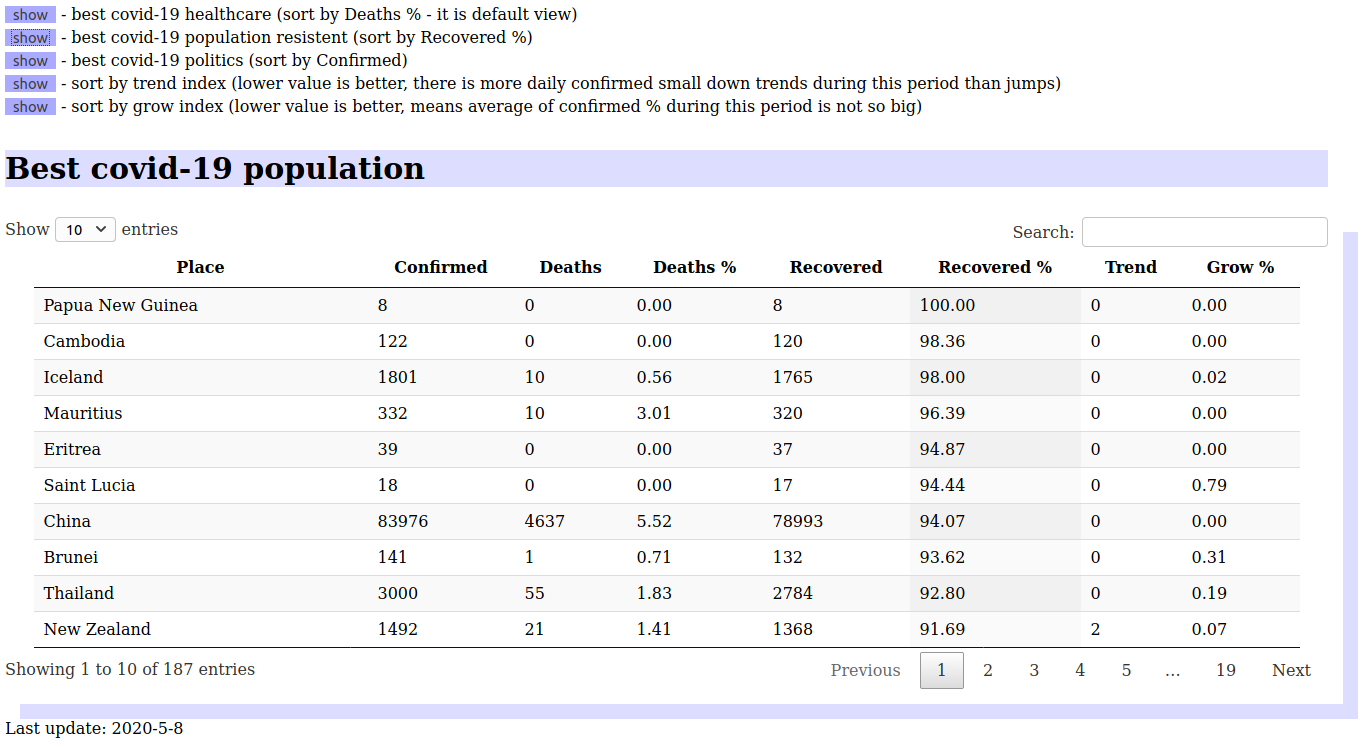 show - best covid-19 healthcare (sort by Deaths % - it is default view)
show - best covid-19 population resistent (sort by Recovered %)
show - best covid-19 politics (sort by Confirmed)
show - sort by trend index (lower value is better, there is more daily confirmed small down trends during this period than jumps)
show - sort by grow index (lower value is better, means average of confirmed % during this period is not so big)
Best covid-19 population
Show 10 entries Search:
Place Confirmed Deaths Deaths % Recovered Recovered % Trend Grow %
Papua New Guinea 8 0 0.00 8 100.00 0 0.00
Cambodia 122 0 0.00 120 98.36 0 0.00
Iceland 1801 10 0.56 1765 98.00 0 0.02
Mauritius 332 10 3.01 320 96.39 0 0.00
Eritrea 39 0 0.00 37 94.87 0 0.00
Saint Lucia 18 0 0.00 17 94.44 0 0.79
China 83976 4637 5.52 78993 94.07 0 0.00
Brunei 141 1 0.71 132 93.62 0 0.31
Thailand 3000 55 1.83 2784 92.80 0 0.19
New Zealand 1492 21 1.41 1368 91.69 2 0.07
Showing 1 to 10 of 187 entries Previous 1 2 3 4 5 … 19 Next
Last update: 2020-5-8